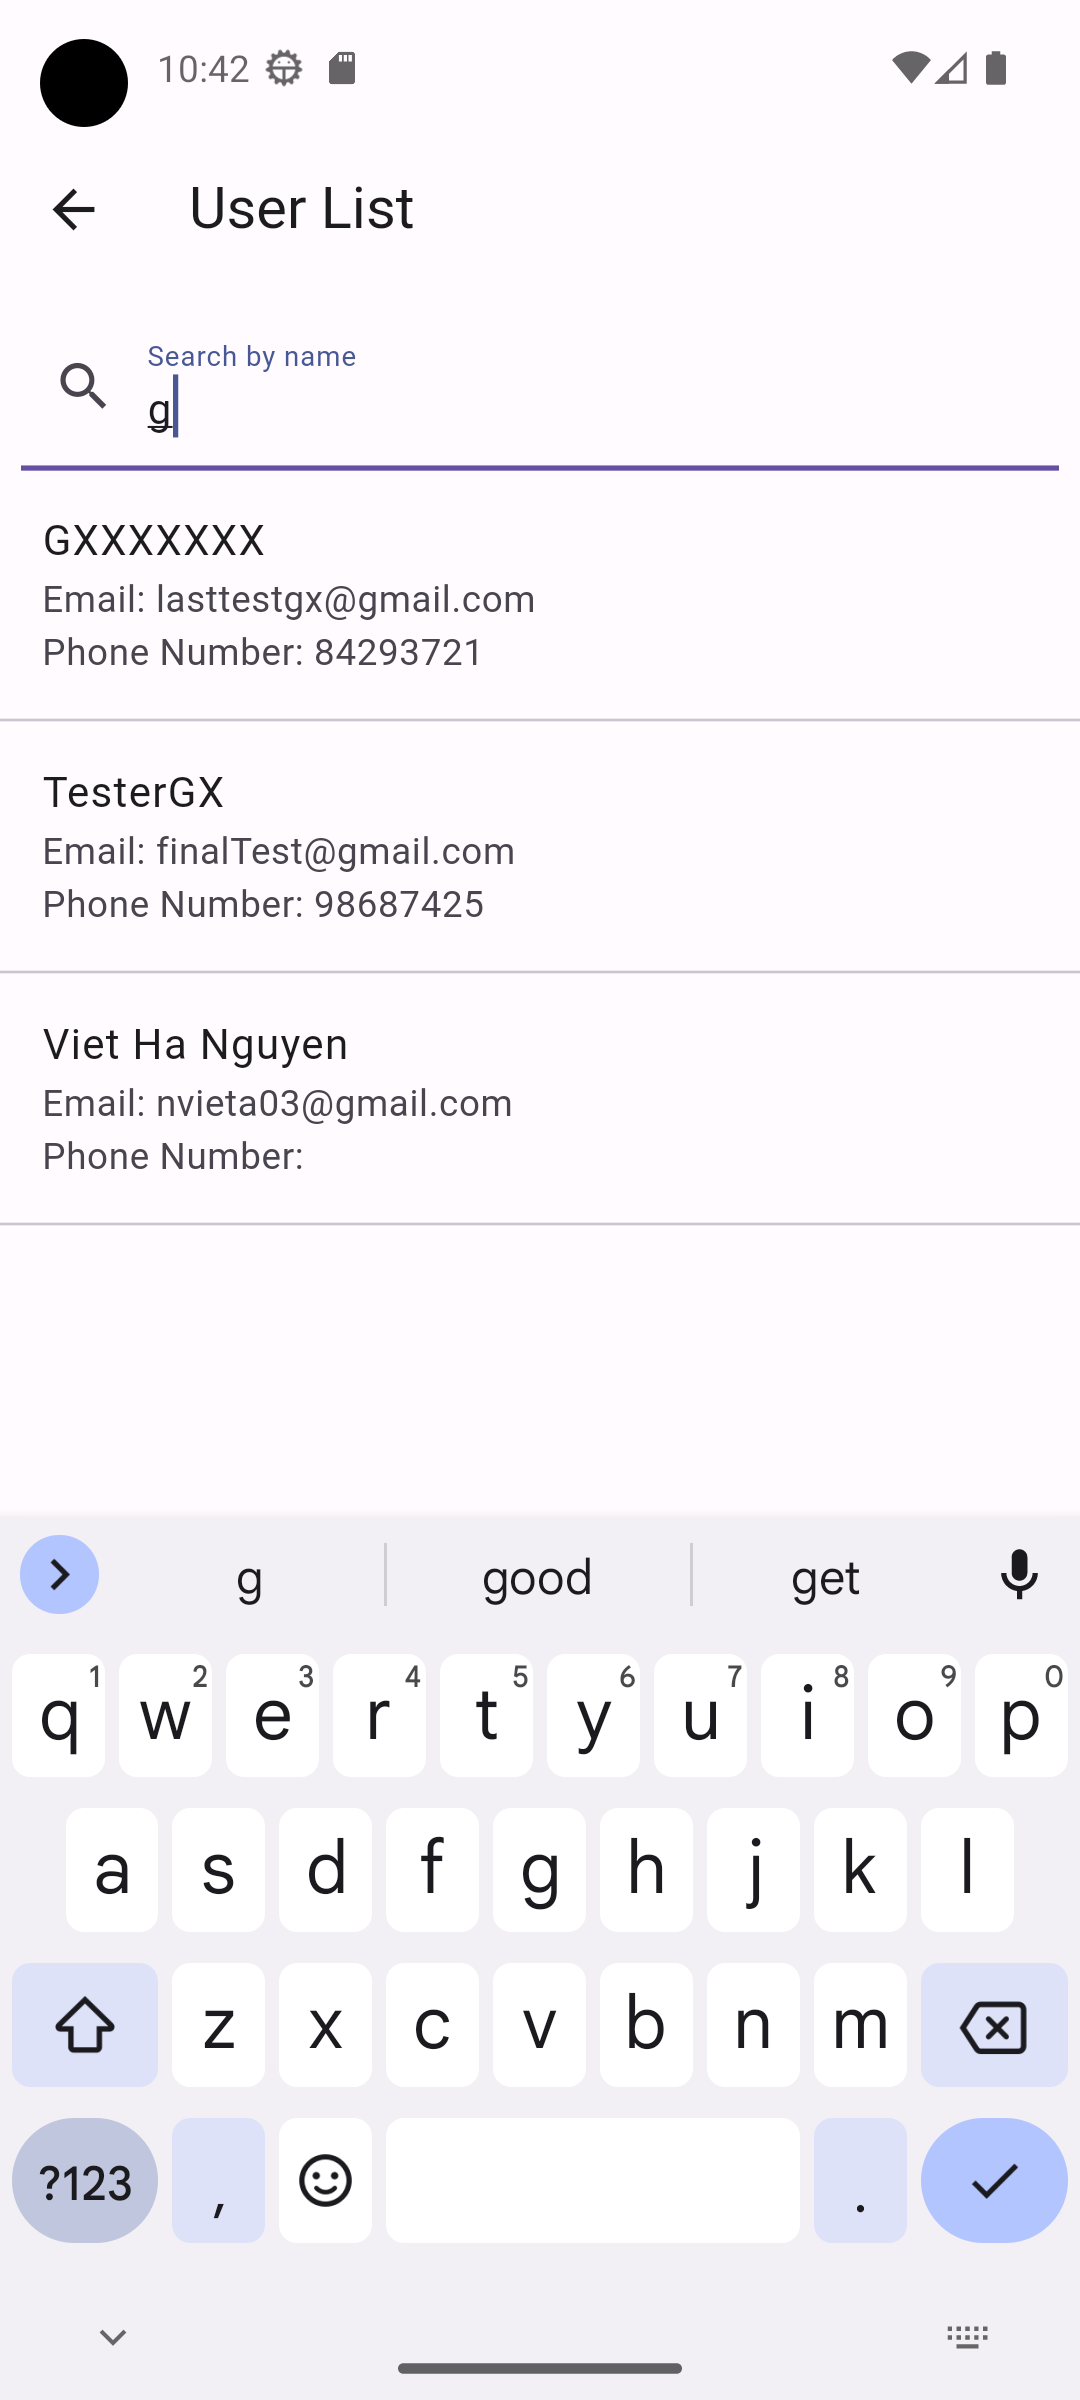 10:42
User List
Search by name
g
GXXXXXXX
Email: lasttestgx@gmail.com
Phone Number: 84293721
TesterGX
Email: finalTest@gmail.com
Phone Number: 98687425
Viet Ha Nguyen
Email: nvieta03@gmail.com
Phone Number:
g good get
q1 w2 e3 r4 t5 y6 u7 i8 o9 p0
a s d f g h j k l
z x c v b n m
?123 , .